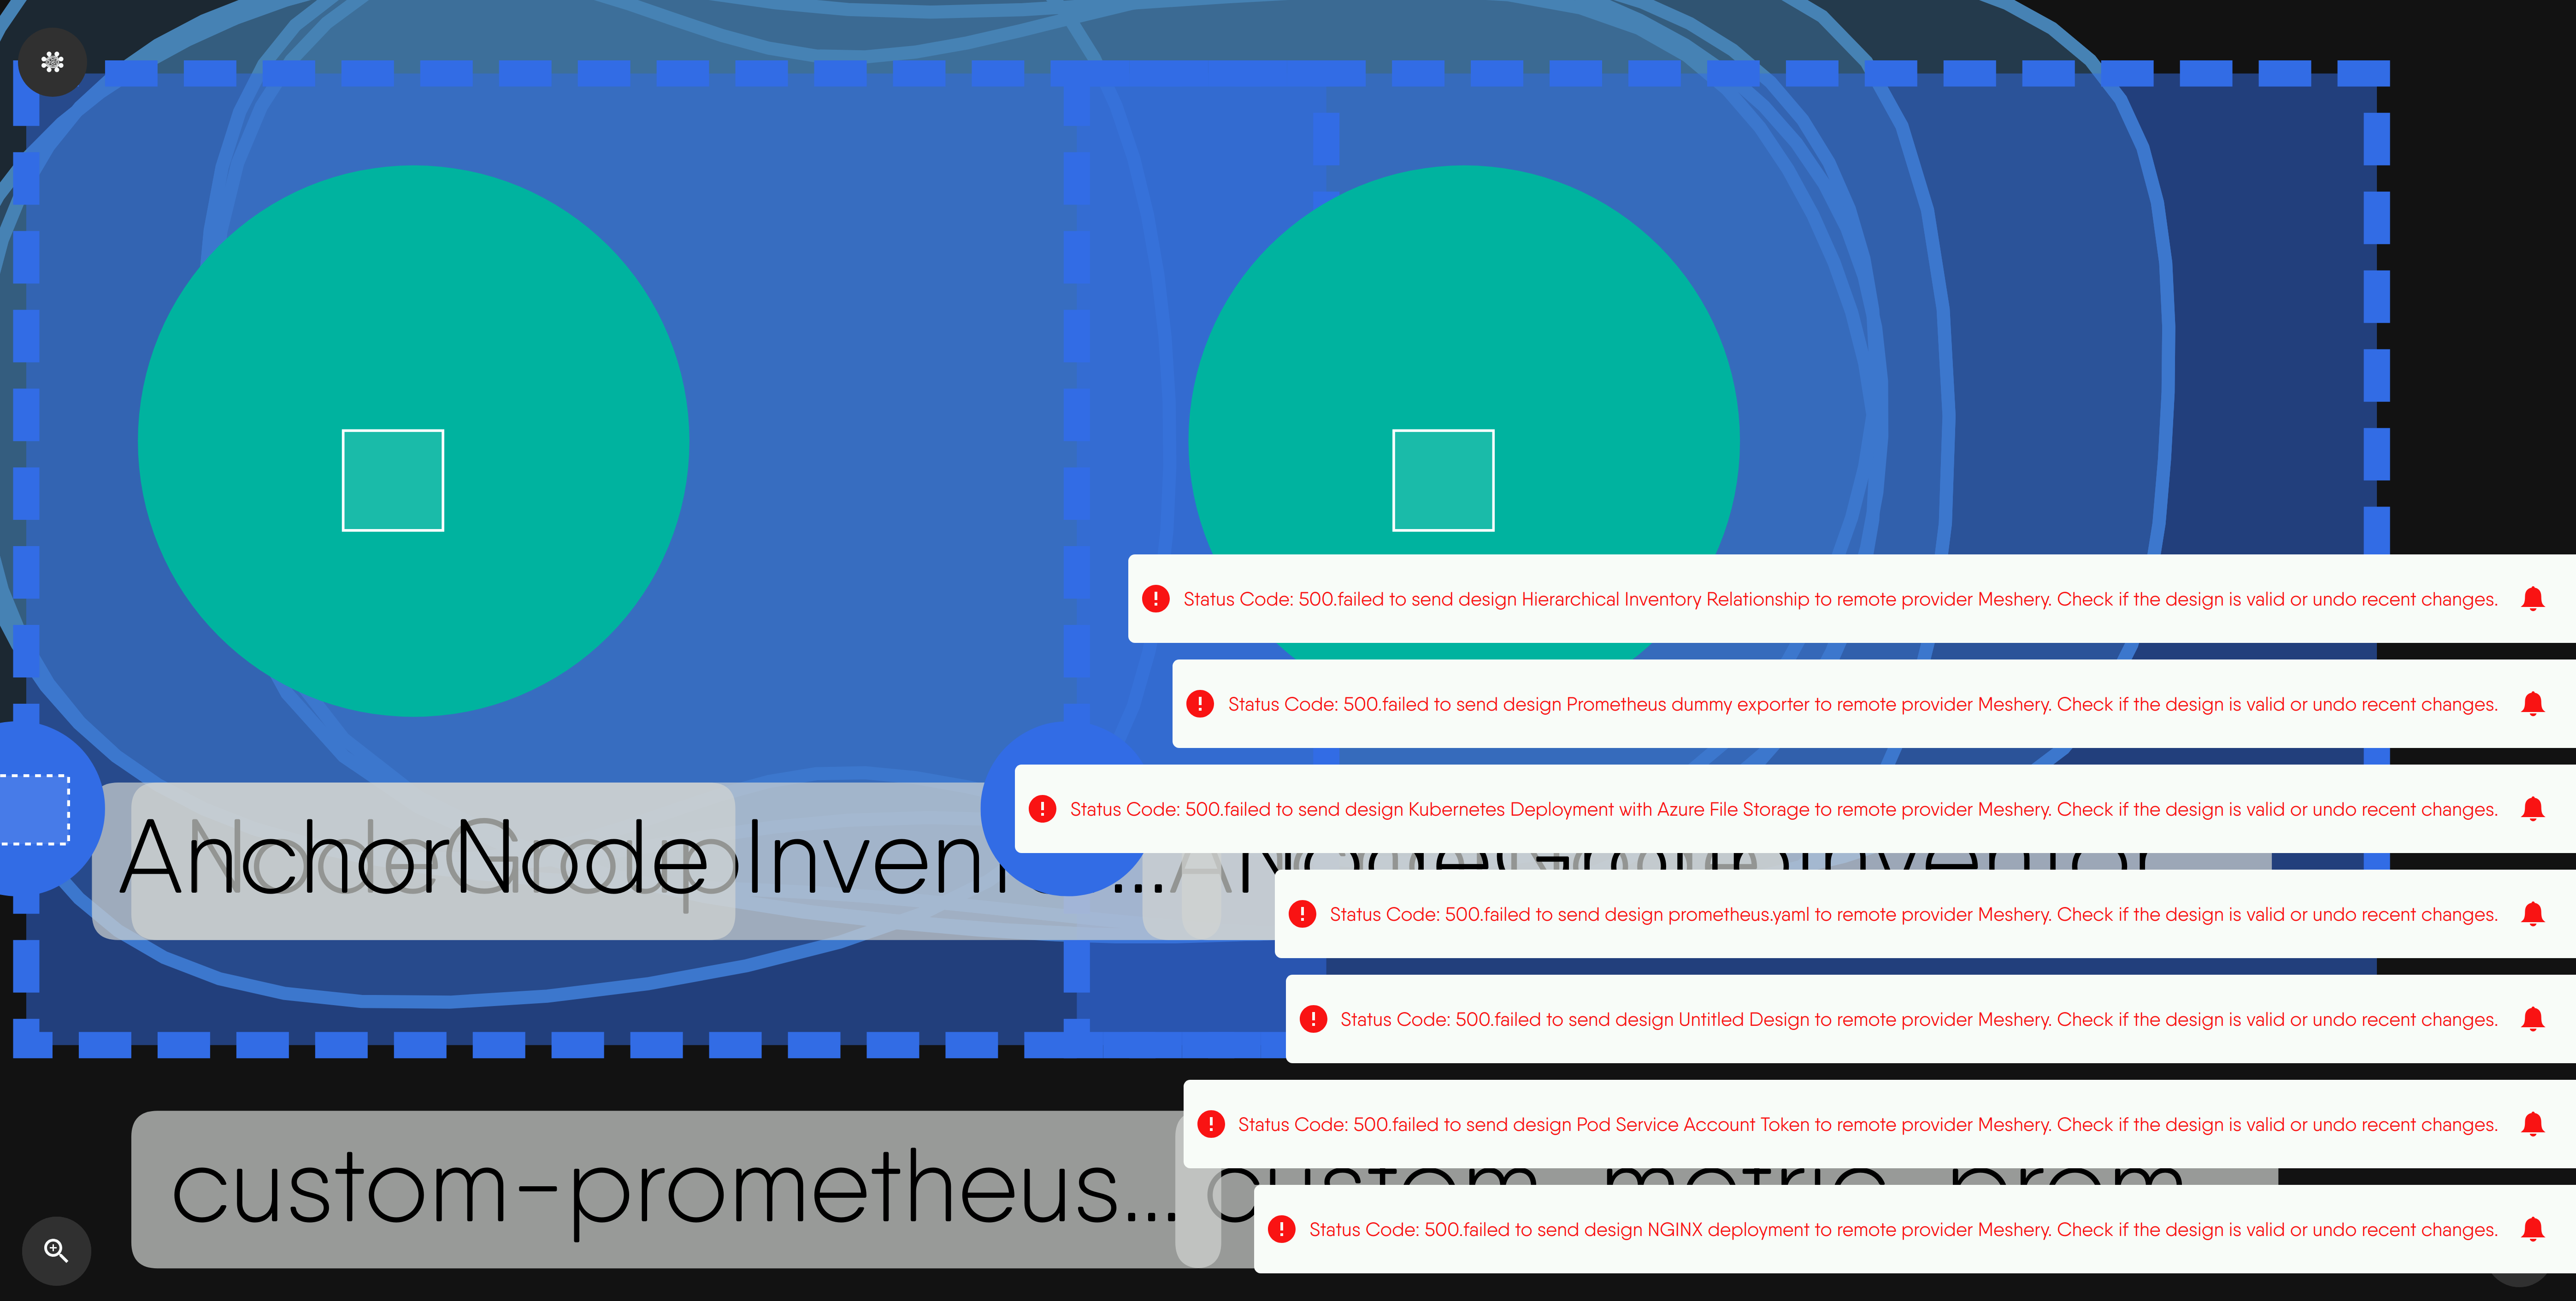 Status Code: 500.failed to send design Hierarchical Inventory Relationship to remote provider Meshery. Check if the design is valid or undo recent changes.
Status Code: 500.failed to send design Prometheus dummy exporter to remote provider Meshery. Check if the design is valid or undo recent changes.
Status Code: 500.failed to send design Kubernetes Deployment with Azure File Storage to remote provider Meshery. Check if the design is valid or undo recent changes.
AnchorNode
NodeGroup
Status Code: 500.failed to send design prometheus.yaml to remote provider Meshery. Check if the design is valid or undo recent changes.
Status Code: 500.failed to send design Untitled Design to remote provider Meshery. Check if the design is valid or undo recent changes.
Status Code: 500.failed to send design Pod Service Account Token to remote provider Meshery. Check if the design is valid or undo recent changes.
custom-prometheus...
Status Code: 500.failed to send design NGINX deployment to remote provider Meshery. Check if the design is valid or undo recent changes.